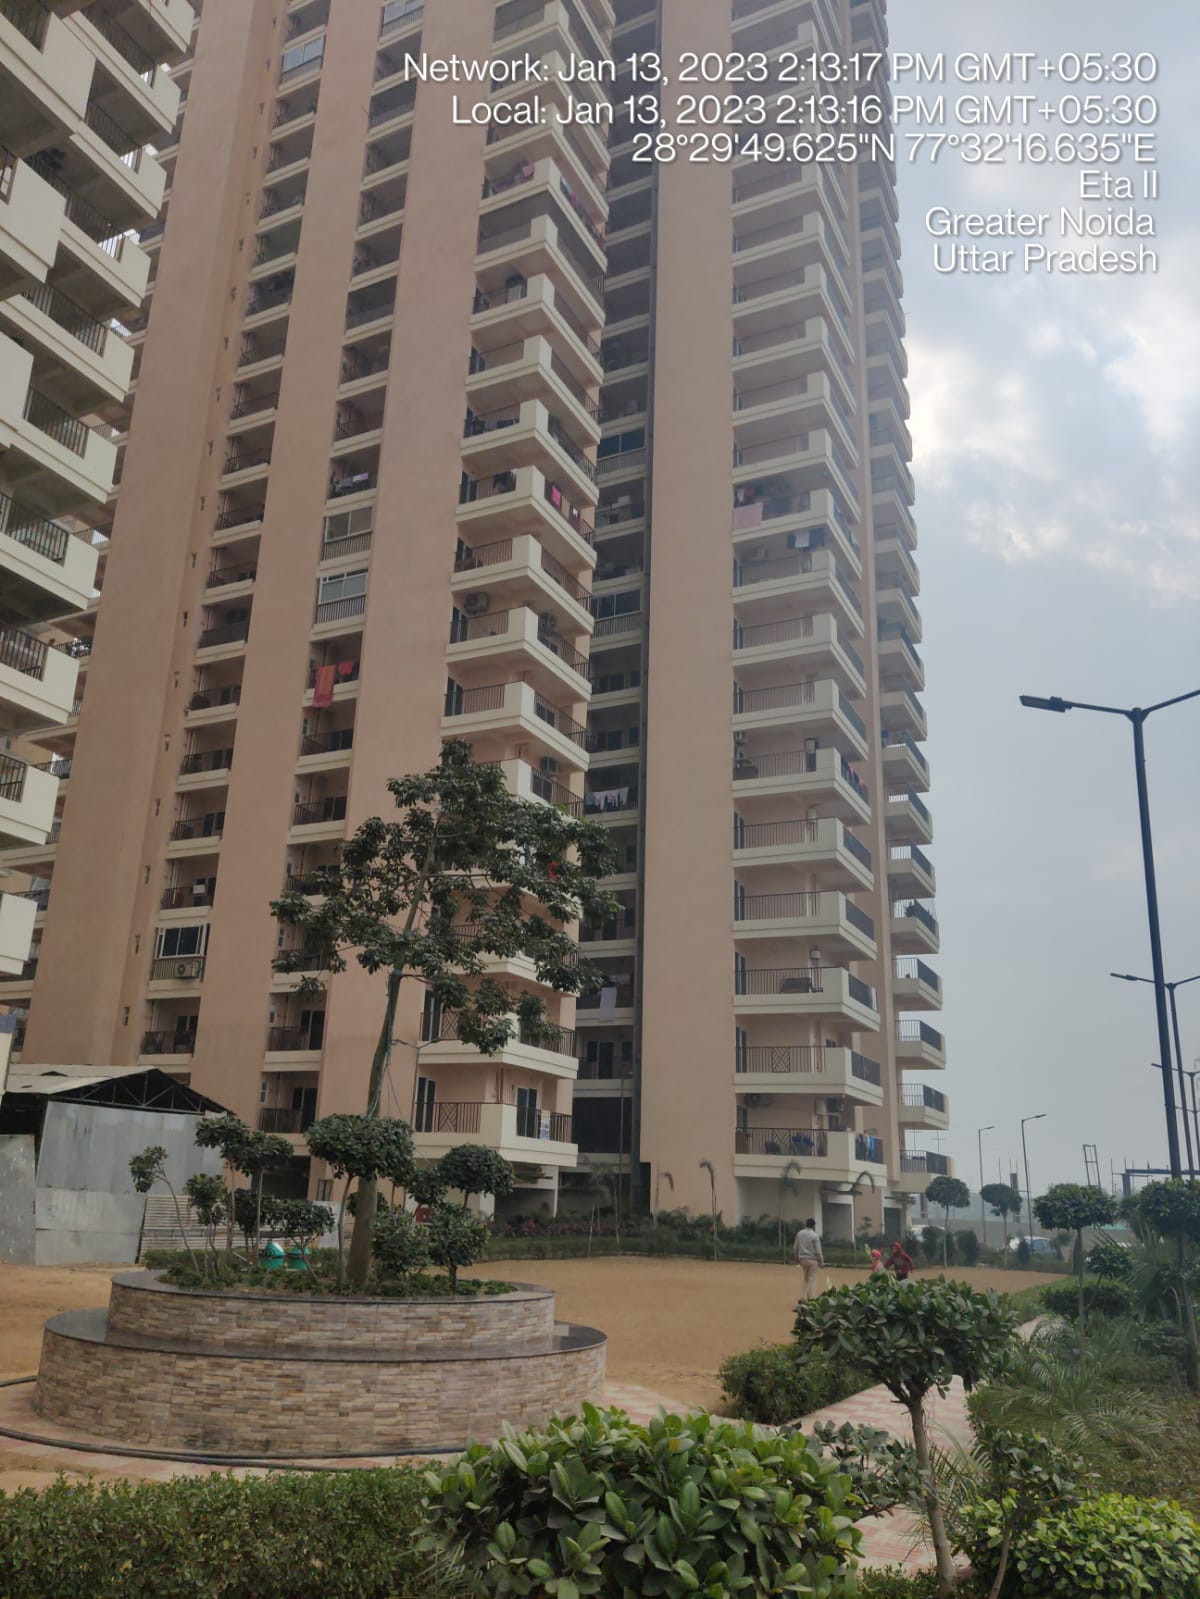 Network: Jan 13, 2023 2:13:17 PM GMT+05:30
Local: Jan 13, 2023 2:13:16 PM GMT+05:30
28°29'49.625"N 77°32'16.635"E
Eta II
Greater Noida
Uttar Pradesh